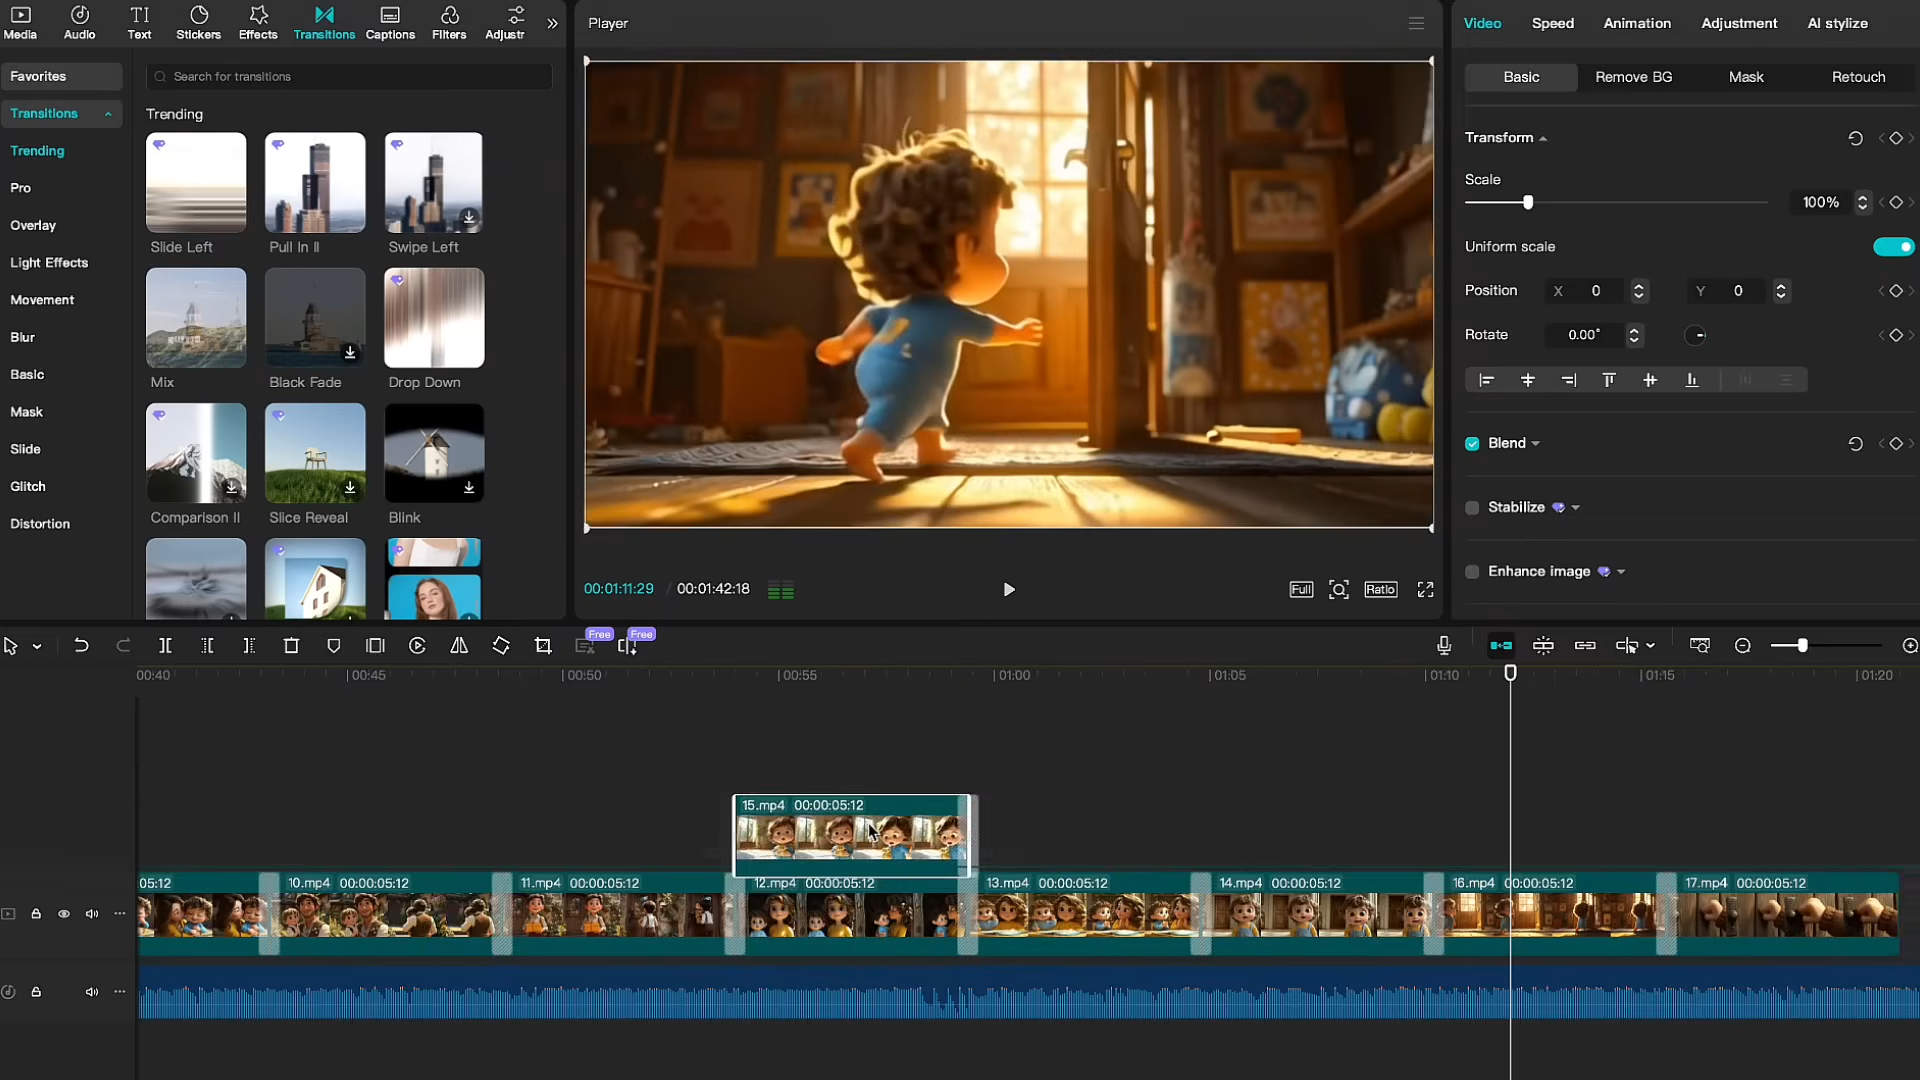 Media
Audio
Text
Stickers
Effects
Transitions
Captions
Filters
Adjustr
Player
Video
Speed
Animation
Adjustment
AI stylize
Favorites
Search for transitions
Basic
Remove BG
Mask
Retouch
Transitions
Trending
Transform
Trending
Scale
Pro
100%
Overlay
Slide Left
Pull In II
Swipe Left
Uniform scale
Light Effects
Movement
Position
X
0
Y
0
Blur
Rotate
0.00°
Basic
Mix
Black Fade
Drop Down
Mask
Blend
Slide
Glitch
Stabilize
Comparison II
Slice Reveal
Blink
Distortion
Enhance image
00:01:11:29 / 00:01:42:18
Full
Ratio
Free
Free
00:40
00:45
00:50
00:55
01:00
01:05
01:10
01:15
01:20
15.mp4 00:00:05:12
05:12
10.mp4 00:00:05:12
11.mp4 00:00:05:12
12.mp4 00:00:05:12
13.mp4 00:00:05:12
14.mp4 00:00:05:12
16.mp4 00:00:05:12
17.mp4 00:00:05:12